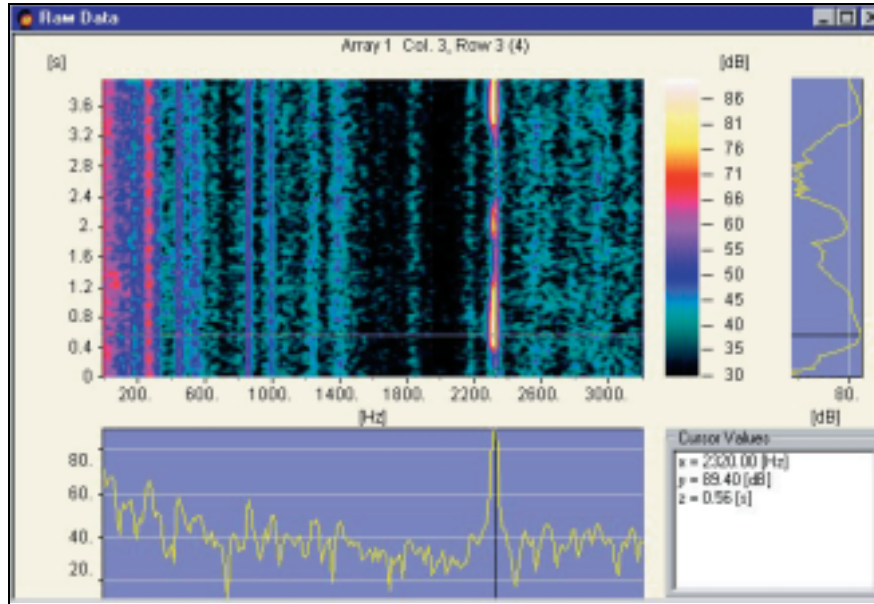 Raw Data
Array 1 Col. 3, Row 3 (4)
[s]
[dB]
3.6
3.2
2.8
2.4
2.
1.6
1.2
0.8
0.4
0
86
81
76
71
66
60
55
50
45
40
35
30
200. 600. 1000. 1400. 1800. 2200. 2600. 3000.
[Hz]
80.
[dB]
80.
60.
40.
20.
Cursor Values
x = 2320.00 [Hz]
y = 89.40 [dB]
z = 0.56 [s]